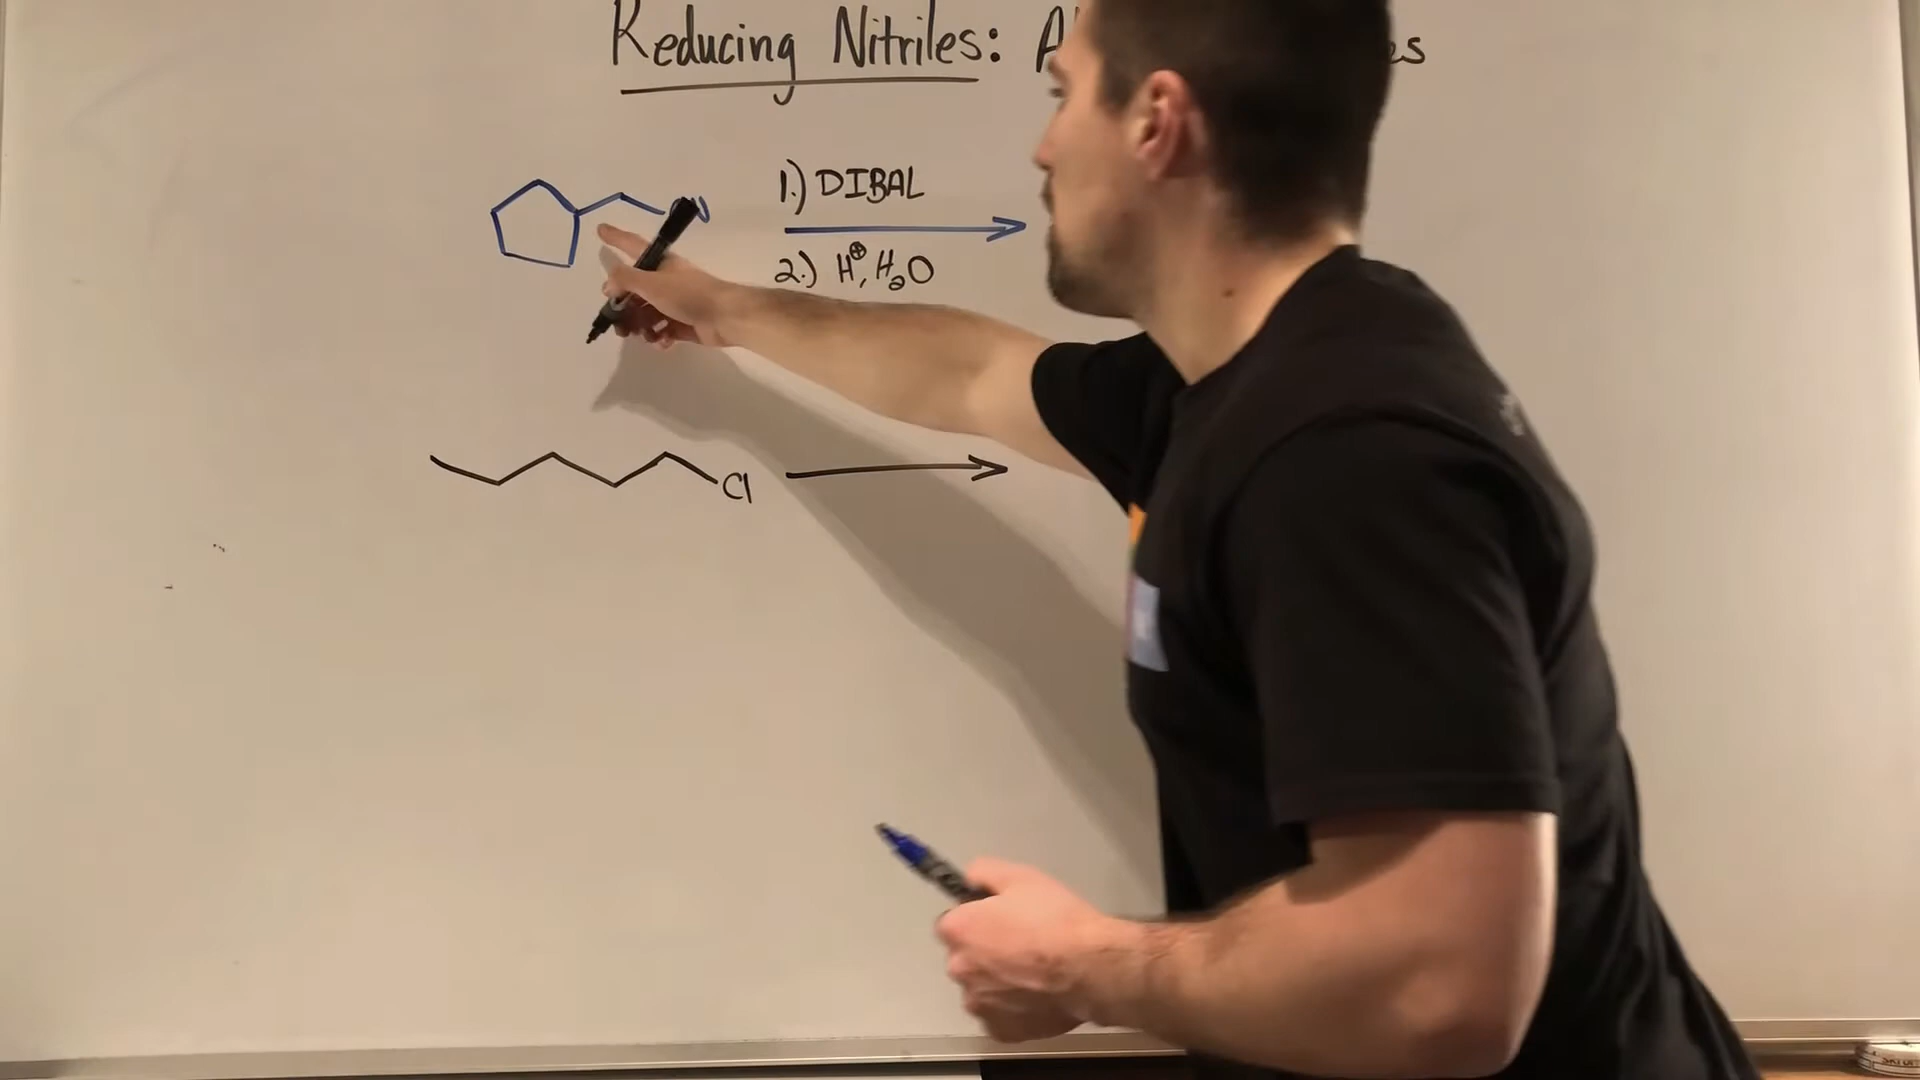 Reducing Nitriles:
1.) DIBAL
2.) H⊕, H₂O
Cl